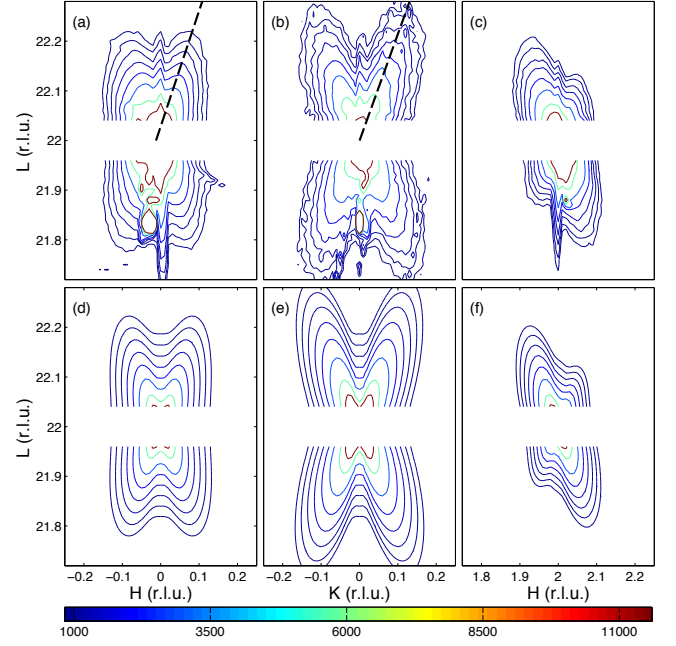 (a) (b) (c)
22.2
22.1
22
21.9
21.8
L (r.l.u.)
(d) (e) (f)
22.2
22.1
22
21.9
21.8
L (r.l.u.)
−0.2 −0.1 0 0.1 0.2 −0.2 −0.1 0 0.1 0.2 1.8 1.9 2 2.1 2.2
H (r.l.u.) K (r.l.u.) H (r.l.u.)
1000 3500 6000 8500 11000